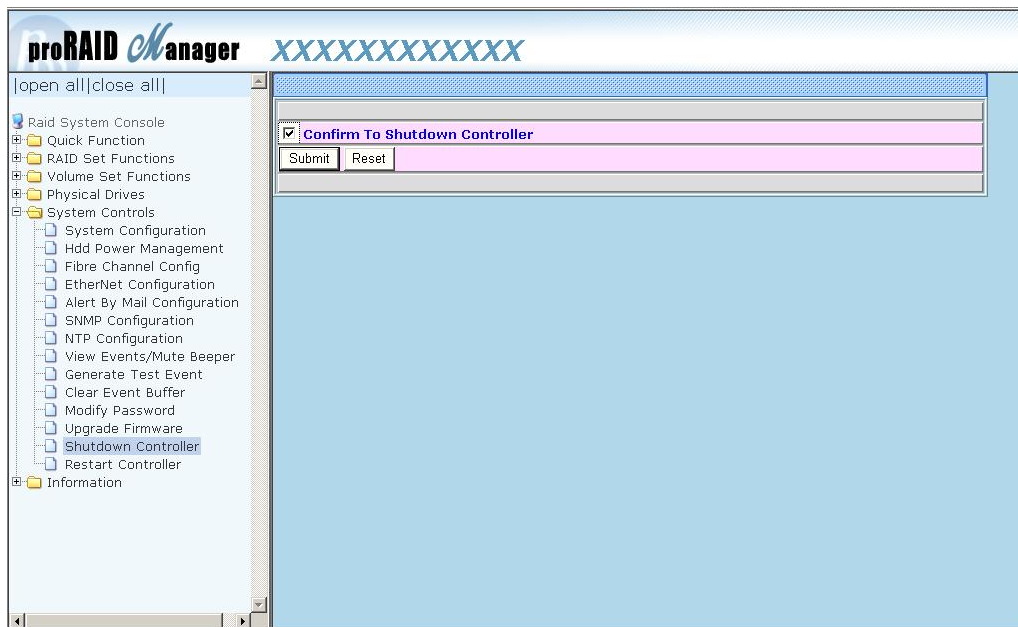 proRAID Manager
XXXXXXXXXXXX
|open all|close all|
Raid System Console
Quick Function
RAID Set Functions
Volume Set Functions
Physical Drives
System Controls
System Configuration
Hdd Power Management
Fibre Channel Config
EtherNet Configuration
Alert By Mail Configuration
SNMP Configuration
NTP Configuration
View Events/Mute Beeper
Generate Test Event
Clear Event Buffer
Modify Password
Upgrade Firmware
Shutdown Controller
Restart Controller
Information
Confirm To Shutdown Controller
Submit Reset